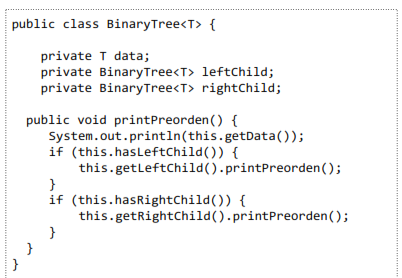 public class BinaryTree<T> {
private T data;
private BinaryTree<T> leftChild;
private BinaryTree<T> rightChild;
public void printPreorden() {
System.out.println(this.getData());
if (this.hasLeftChild()) {
this.getLeftChild().printPreorden();
}
if (this.hasRightChild()) {
this.getRightChild().printPreorden();
}
}
}